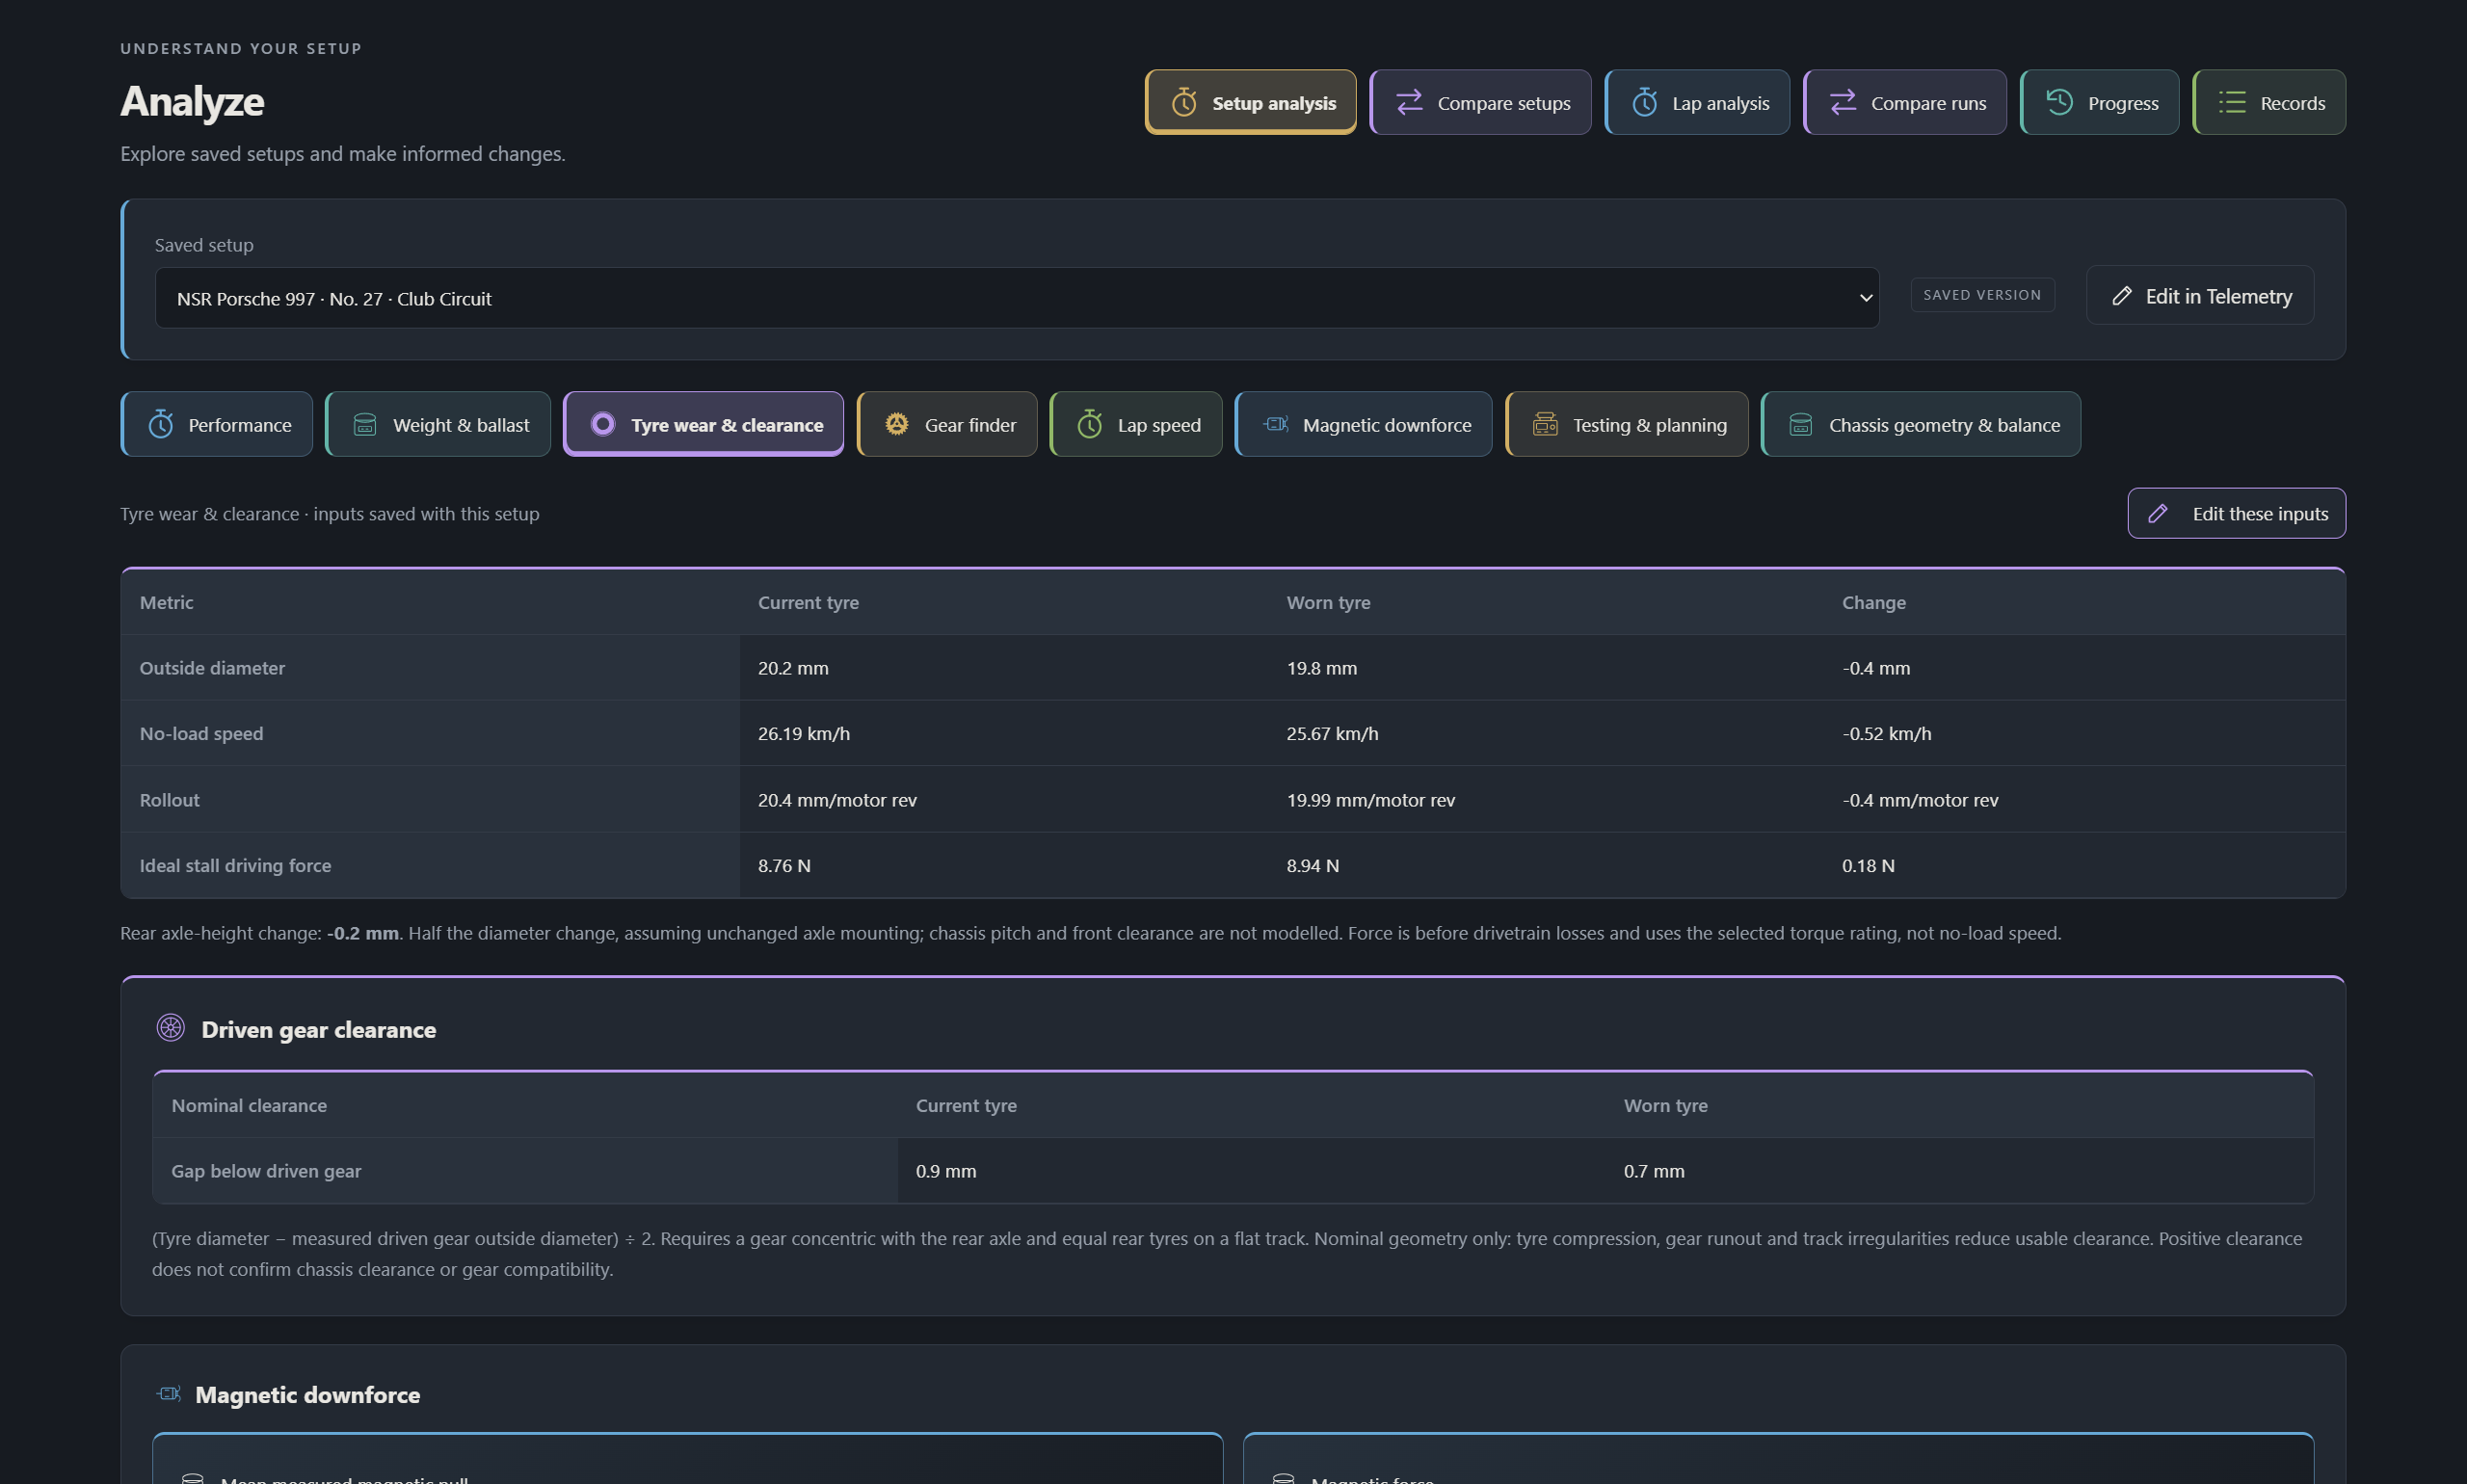 UNDERSTAND YOUR SETUP
Analyze
Explore saved setups and make informed changes.
Setup analysis
Compare setups
Lap analysis
Compare runs
Progress
Records
Saved setup
NSR Porsche 997 · No. 27 · Club Circuit
SAVED VERSION
Edit in Telemetry
Performance
Weight & ballast
Tyre wear & clearance
Gear finder
Lap speed
Magnetic downforce
Testing & planning
Chassis geometry & balance
Tyre wear & clearance · inputs saved with this setup
Edit these inputs
Metric Current tyre Worn tyre Change
Outside diameter 20.2 mm 19.8 mm -0.4 mm
No-load speed 26.19 km/h 25.67 km/h -0.52 km/h
Rollout 20.4 mm/motor rev 19.99 mm/motor rev -0.4 mm/motor rev
Ideal stall driving force 8.76 N 8.94 N 0.18 N
Rear axle-height change: -0.2 mm. Half the diameter change, assuming unchanged axle mounting; chassis pitch and front clearance are not modelled. Force is before drivetrain losses and uses the selected torque rating, not no-load speed.
Driven gear clearance
Nominal clearance Current tyre Worn tyre
Gap below driven gear 0.9 mm 0.7 mm
(Tyre diameter − measured driven gear outside diameter) ÷ 2. Requires a gear concentric with the rear axle and equal rear tyres on a flat track. Nominal geometry only: tyre compression, gear runout and track irregularities reduce usable clearance. Positive clearance
does not confirm chassis clearance or gear compatibility.
Magnetic downforce
Mean measured magnetic pull
Magnetic force